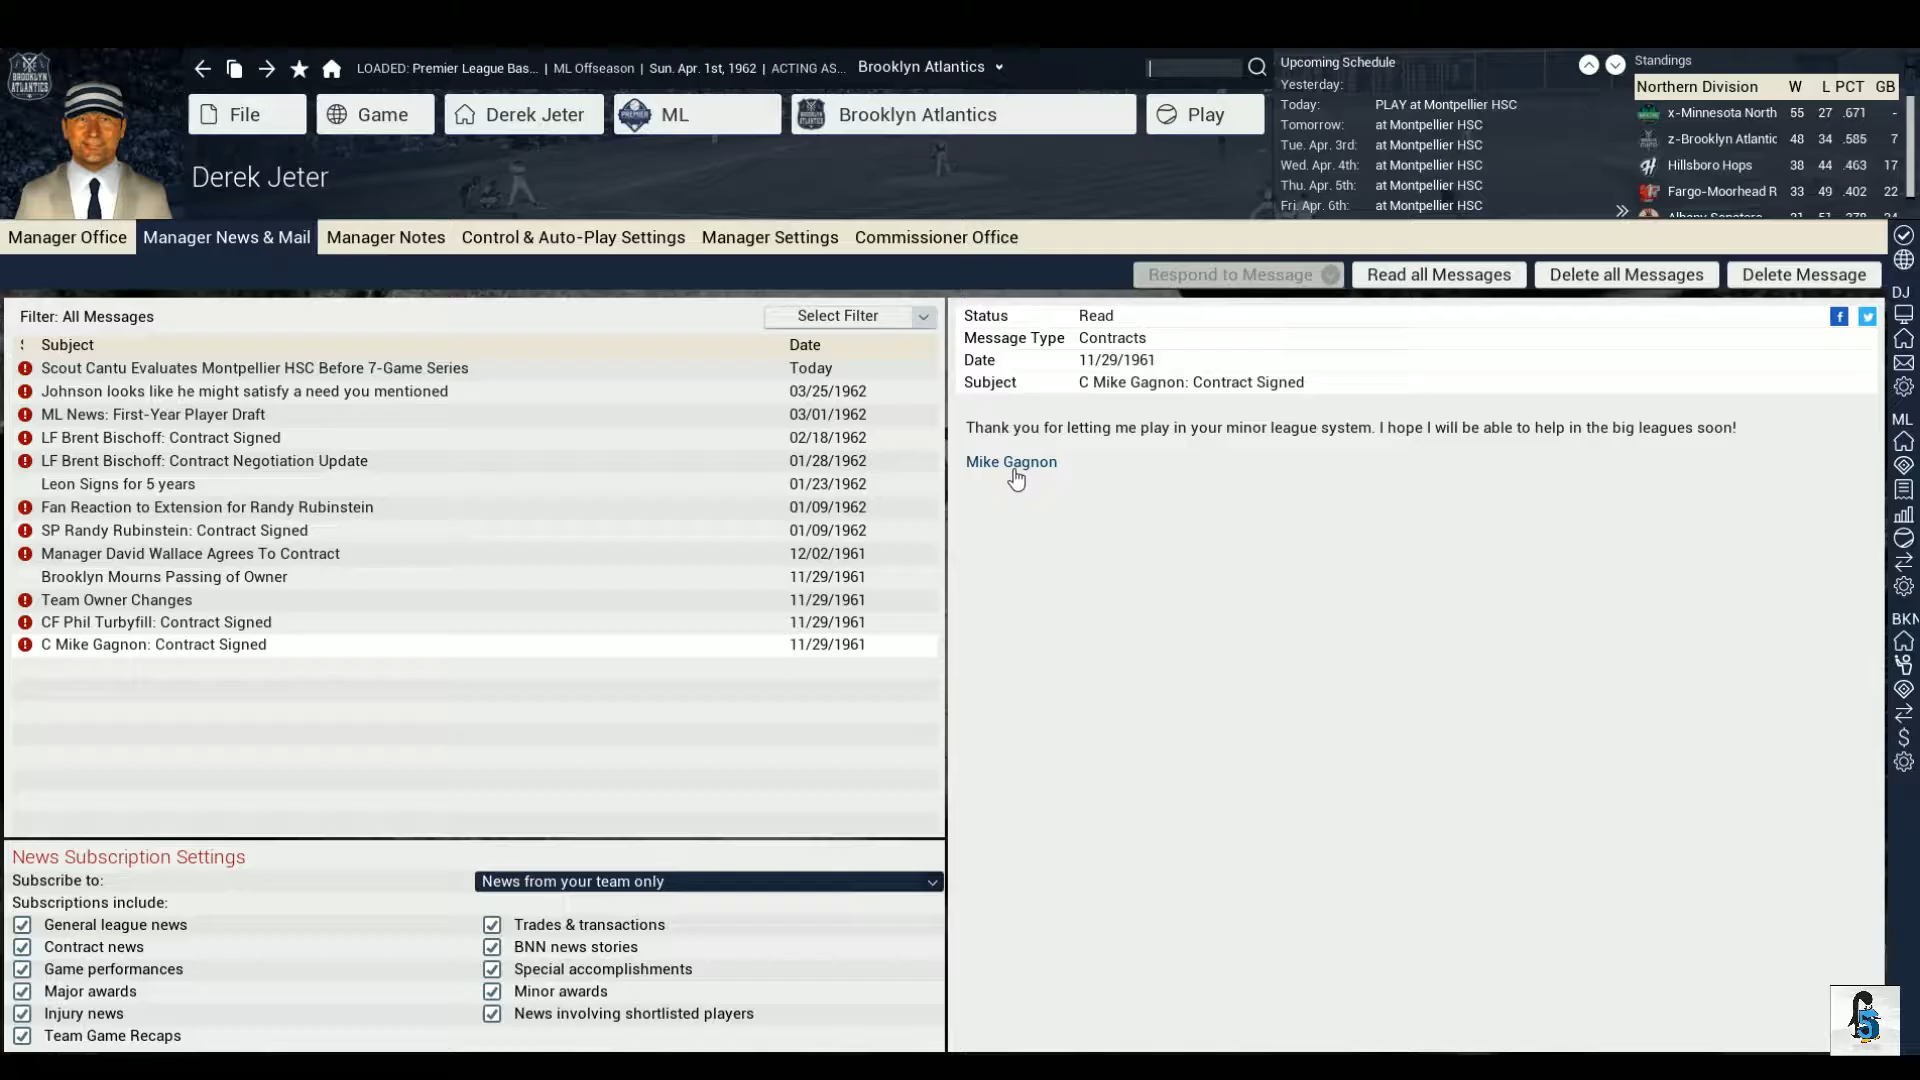 BROOKLYN
ATLANTICS
LOADED: Premier League Bas... | ML Offseason | Sun. Apr. 1st, 1962 | ACTING AS... Brooklyn Atlantics
File Game Derek Jeter ML Brooklyn Atlantics Play
Derek Jeter
Upcoming Schedule
Yesterday:
Today: PLAY at Montpellier HSC
Tomorrow: at Montpellier HSC
Tue. Apr. 3rd: at Montpellier HSC
Wed. Apr. 4th: at Montpellier HSC
Thu. Apr. 5th: at Montpellier HSC
Fri. Apr. 6th: at Montpellier HSC
Standings
Northern Division W L PCT GB
x-Minnesota North 55 27 .671 -
z-Brooklyn Atlantic 48 34 .585 7
Hillsboro Hops 38 44 .463 17
Fargo-Moorhead R 33 49 .402 22
Albany Senators 31 51 .378 24
Manager Office Manager News & Mail Manager Notes Control & Auto-Play Settings Manager Settings Commissioner Office
Respond to Message Read all Messages Delete all Messages Delete Message
Filter: All Messages Select Filter
Subject Date
Scout Cantu Evaluates Montpellier HSC Before 7-Game Series Today
Johnson looks like he might satisfy a need you mentioned 03/25/1962
ML News: First-Year Player Draft 03/01/1962
LF Brent Bischoff: Contract Signed 02/18/1962
LF Brent Bischoff: Contract Negotiation Update 01/28/1962
Leon Signs for 5 years 01/23/1962
Fan Reaction to Extension for Randy Rubinstein 01/09/1962
SP Randy Rubinstein: Contract Signed 01/09/1962
Manager David Wallace Agrees To Contract 12/02/1961
Brooklyn Mourns Passing of Owner 11/29/1961
Team Owner Changes 11/29/1961
CF Phil Turbyfill: Contract Signed 11/29/1961
C Mike Gagnon: Contract Signed 11/29/1961
Status Read
Message Type Contracts
Date 11/29/1961
Subject C Mike Gagnon: Contract Signed
Thank you for letting me play in your minor league system. I hope I will be able to help in the big leagues soon!
Mike Gagnon
News Subscription Settings
Subscribe to: News from your team only
Subscriptions include:
General league news Trades & transactions
Contract news BNN news stories
Game performances Special accomplishments
Major awards Minor awards
Injury news News involving shortlisted players
Team Game Recaps
DJ
ML
BKN
$
5